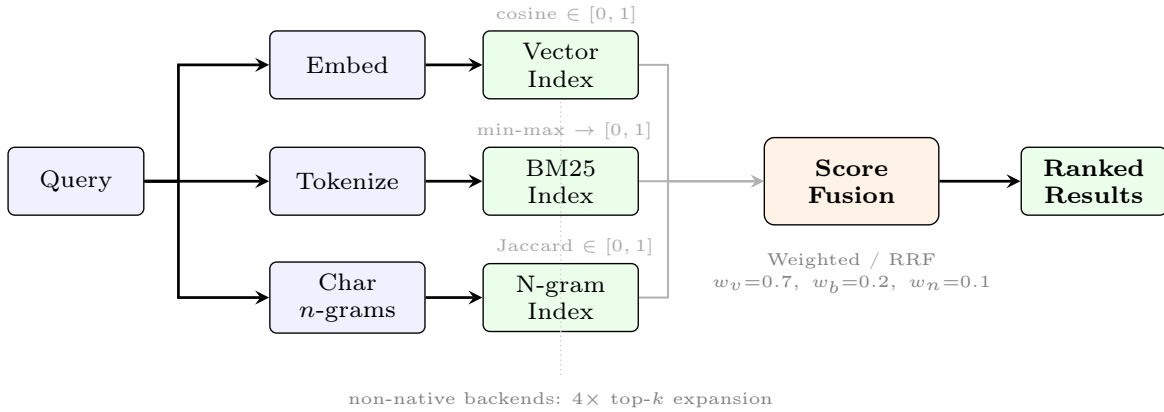 cosine ∈ [0, 1]
Embed
Vector
Index
min-max → [0, 1]
Query
Tokenize
BM25
Index
Score
Fusion
Ranked
Results
Jaccard ∈ [0, 1]
Char
n-grams
N-gram
Index
Weighted / RRF
w_v=0.7, w_b=0.2, w_n=0.1
non-native backends: 4× top-k expansion